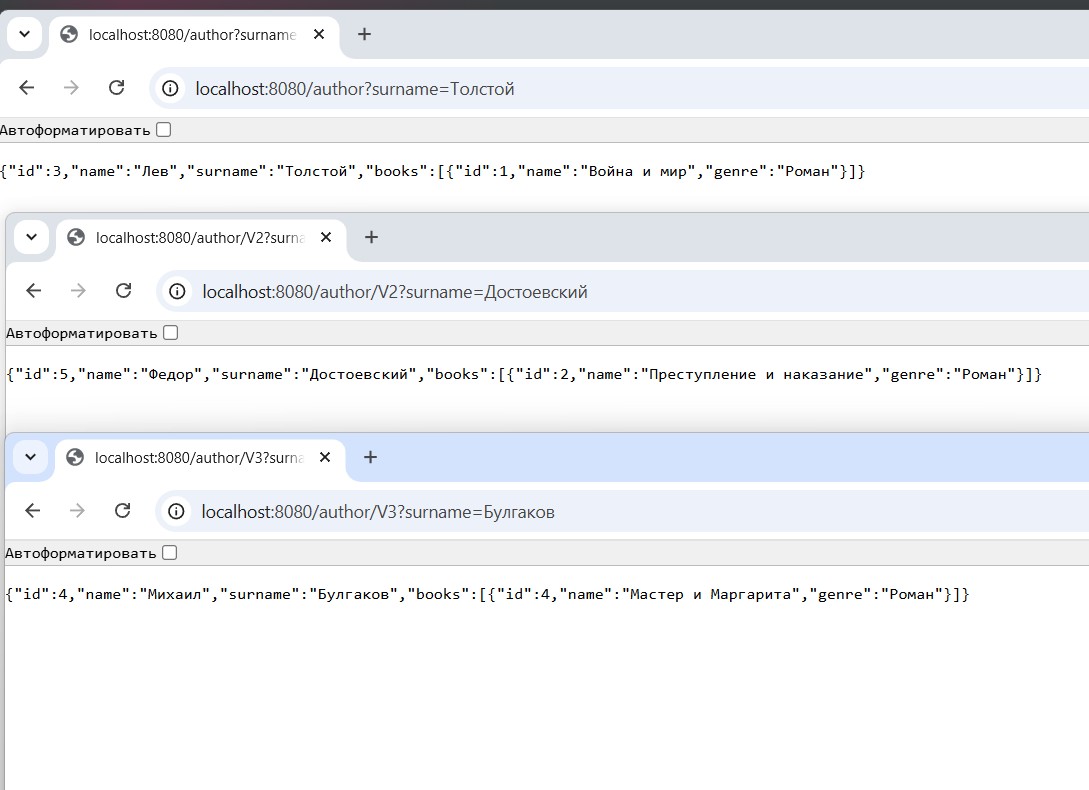 localhost:8080/author?surname
localhost:8080/author?surname=Толстой
Автоформатировать
{"id":3,"name":"Лев","surname":"Толстой","books":[{"id":1,"name":"Война и мир","genre":"Роман"}]}
localhost:8080/author/V2?surna
localhost:8080/author/V2?surname=Достоевский
Автоформатировать
{"id":5,"name":"Федор","surname":"Достоевский","books":[{"id":2,"name":"Преступление и наказание","genre":"Роман"}]}
localhost:8080/author/V3?surna
localhost:8080/author/V3?surname=Булгаков
Автоформатировать
{"id":4,"name":"Михаил","surname":"Булгаков","books":[{"id":4,"name":"Мастер и Маргарита","genre":"Роман"}]}